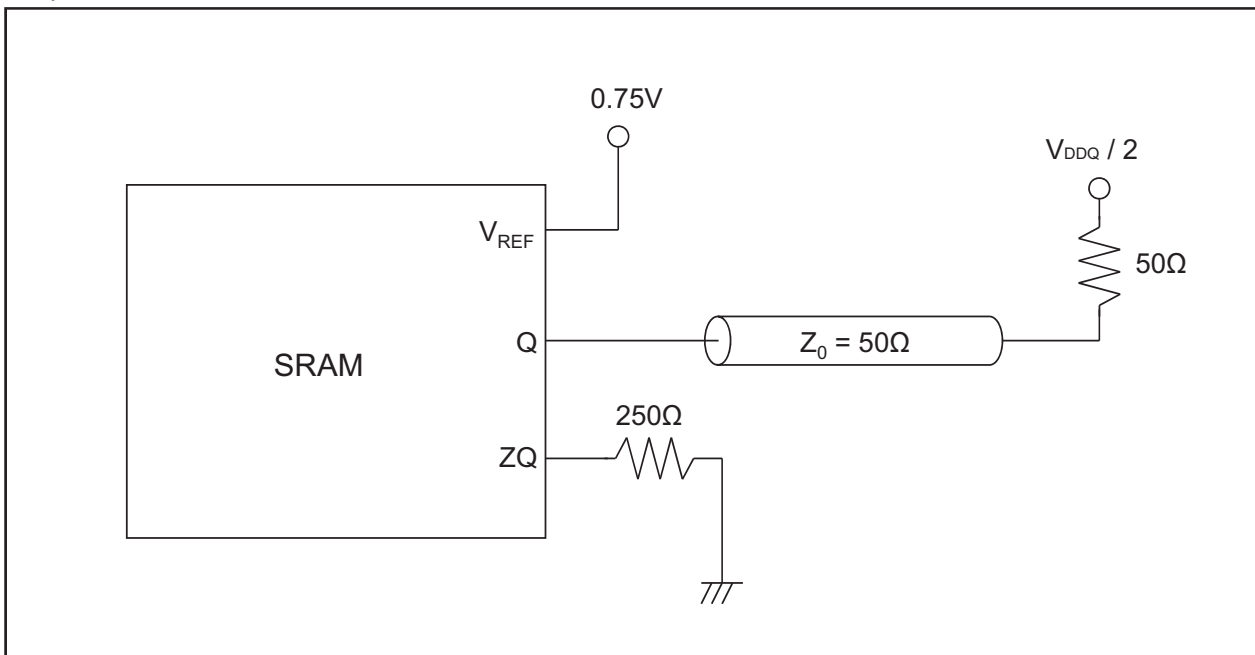 0.75V
VDDQ / 2
VREF
50Ω
Q
Z0 = 50Ω
SRAM
250Ω
ZQ